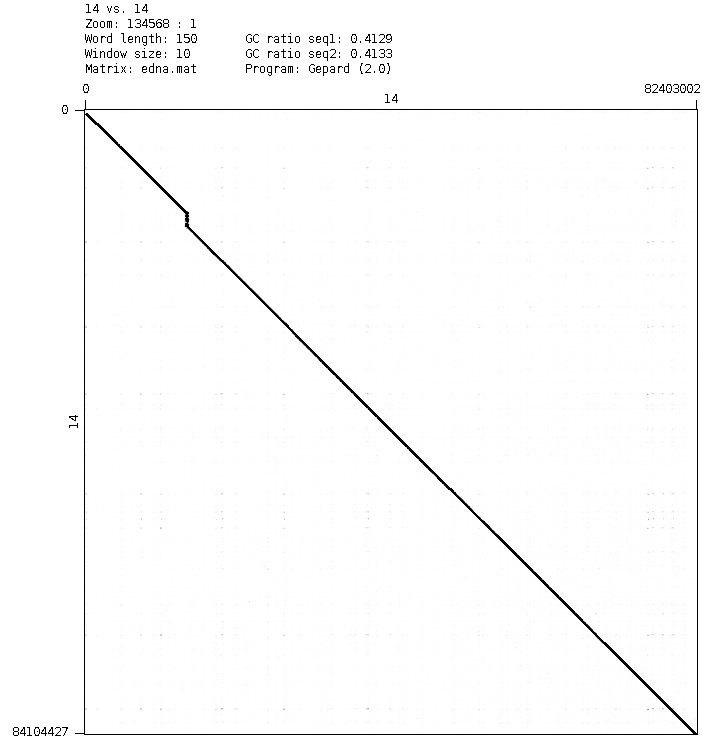 14 vs. 14
Zoom: 134568 : 1
Word length: 150 GC ratio seq1: 0.4129
Window size: 10 GC ratio seq2: 0.4133
Matrix: edna.mat Program: Gepard (2.0)
0 82403002
14
0
14
84104427